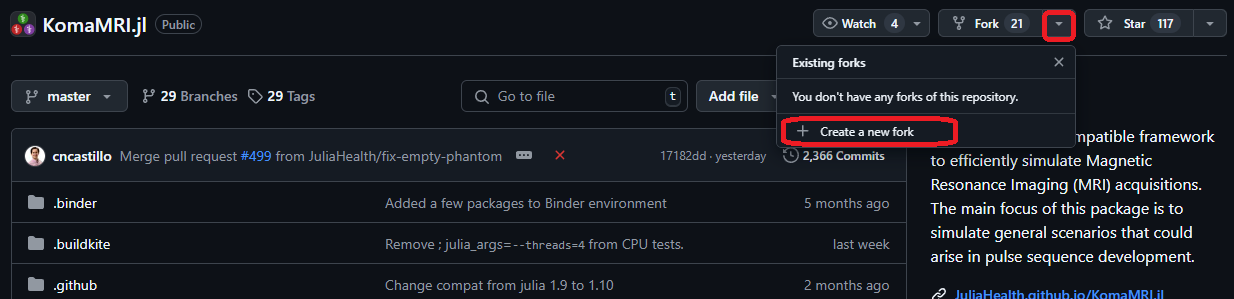 KomaMRI.jl Public Watch 4 Fork 21 Star 117
Existing forks
You don't have any forks of this repository.
Create a new fork
master 29 Branches 29 Tags Go to file t Add file
cncastillo Merge pull request #499 from JuliaHealth/fix-empty-phantom 17182dd · yesterday 2,366 Commits
.binder Added a few packages to Binder environment 5 months ago
.buildkite Remove ; julia_args=--threads=4 from CPU tests. last week
.github Change compat from julia 1.9 to 1.10 2 months ago
mpatible framework
to efficiently simulate Magnetic
Resonance Imaging (MRI) acquisitions.
The main focus of this package is to
simulate general scenarios that could
arise in pulse sequence development.
JuliaHealth.github.io/KomaMRI.jl